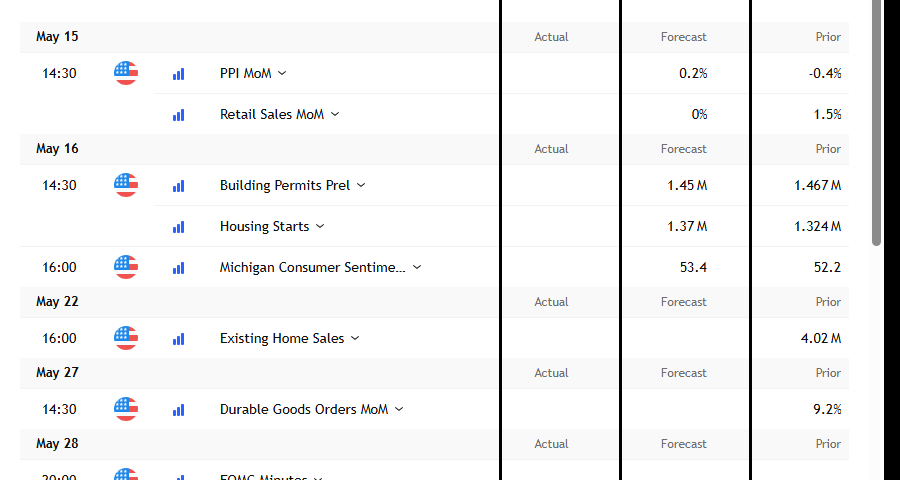 May 15 Actual Forecast Prior
14:30 PPI MoM 0.2% -0.4%
Retail Sales MoM 0% 1.5%
May 16 Actual Forecast Prior
14:30 Building Permits Prel 1.45 M 1.467 M
Housing Starts 1.37 M 1.324 M
16:00 Michigan Consumer Sentime... 53.4 52.2
May 22 Actual Forecast Prior
16:00 Existing Home Sales 4.02 M
May 27 Actual Forecast Prior
14:30 Durable Goods Orders MoM 9.2%
May 28 Actual Forecast Prior
20:00 FOMC Minutes